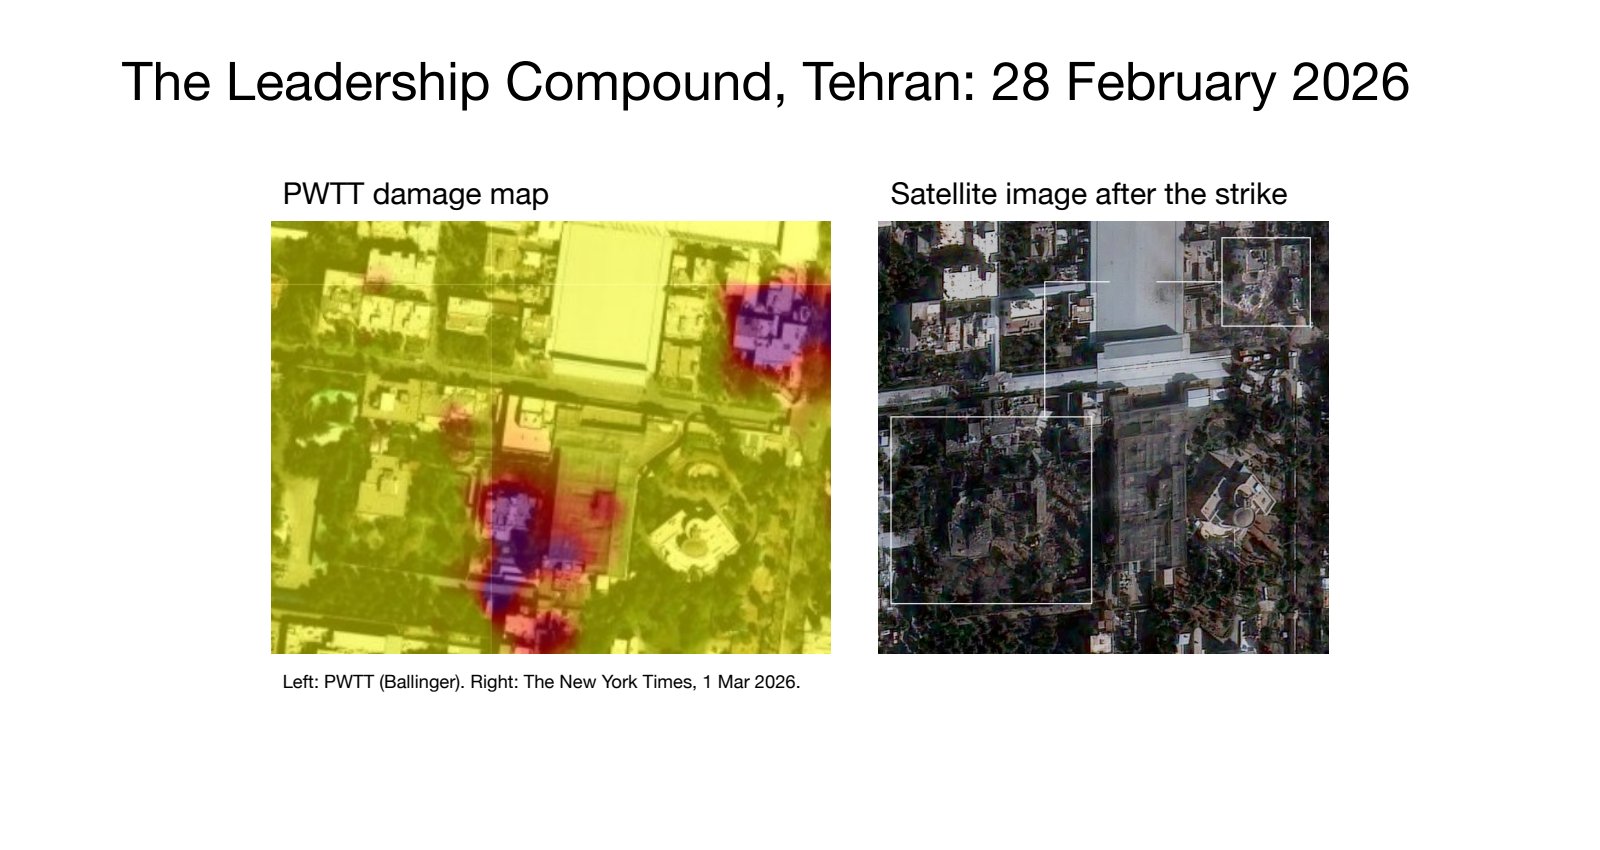 The Leadership Compound, Tehran: 28 February 2026
PWTT damage map
Satellite image after the strike
Left: PWTT (Ballinger). Right: The New York Times, 1 Mar 2026.